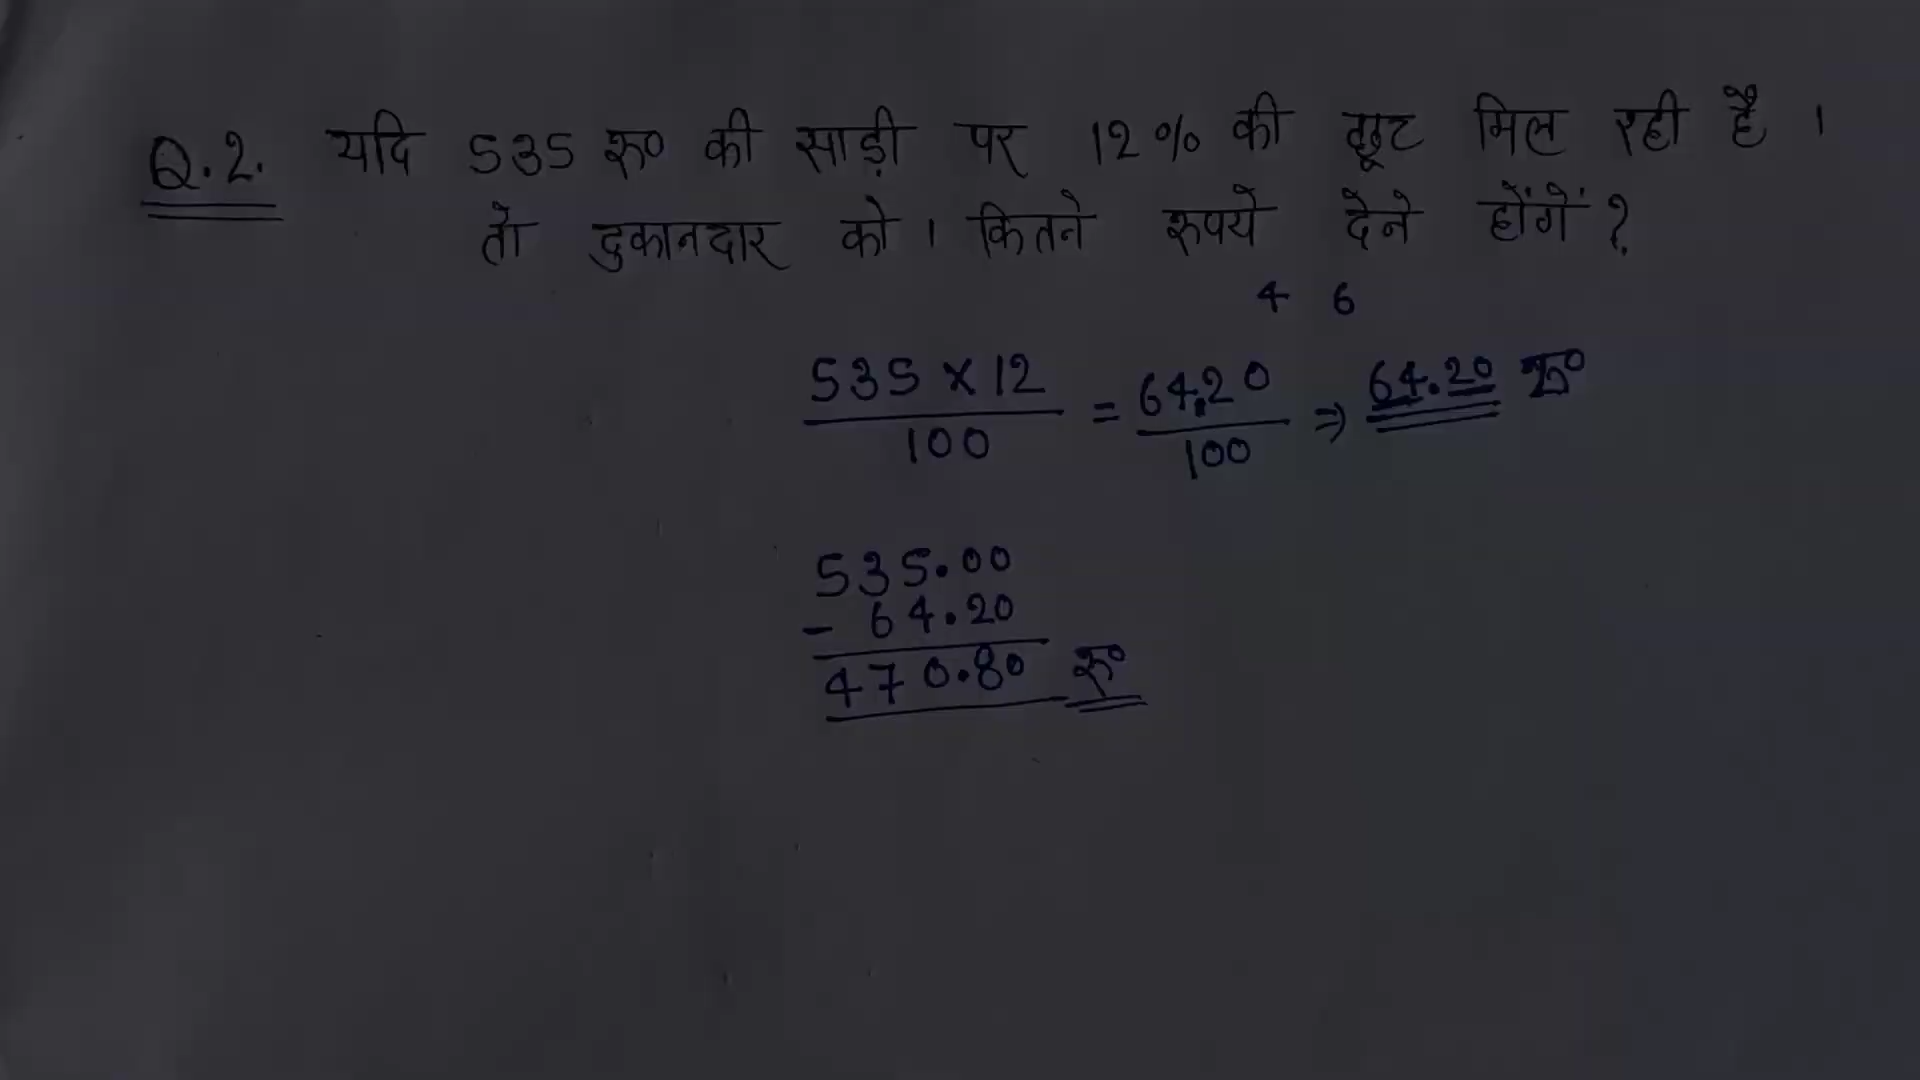 Q.2. यदि 535 रू० की साड़ी पर 12% की छूट मिल रही है ।
तो दुकानदार को । कितने रूपये देने होंगें ?
4 6
535 × 12 / 100 = 64.20 / 100 ⇒ 64.20 रू०
535.00
- 64.20
470.80 रू०